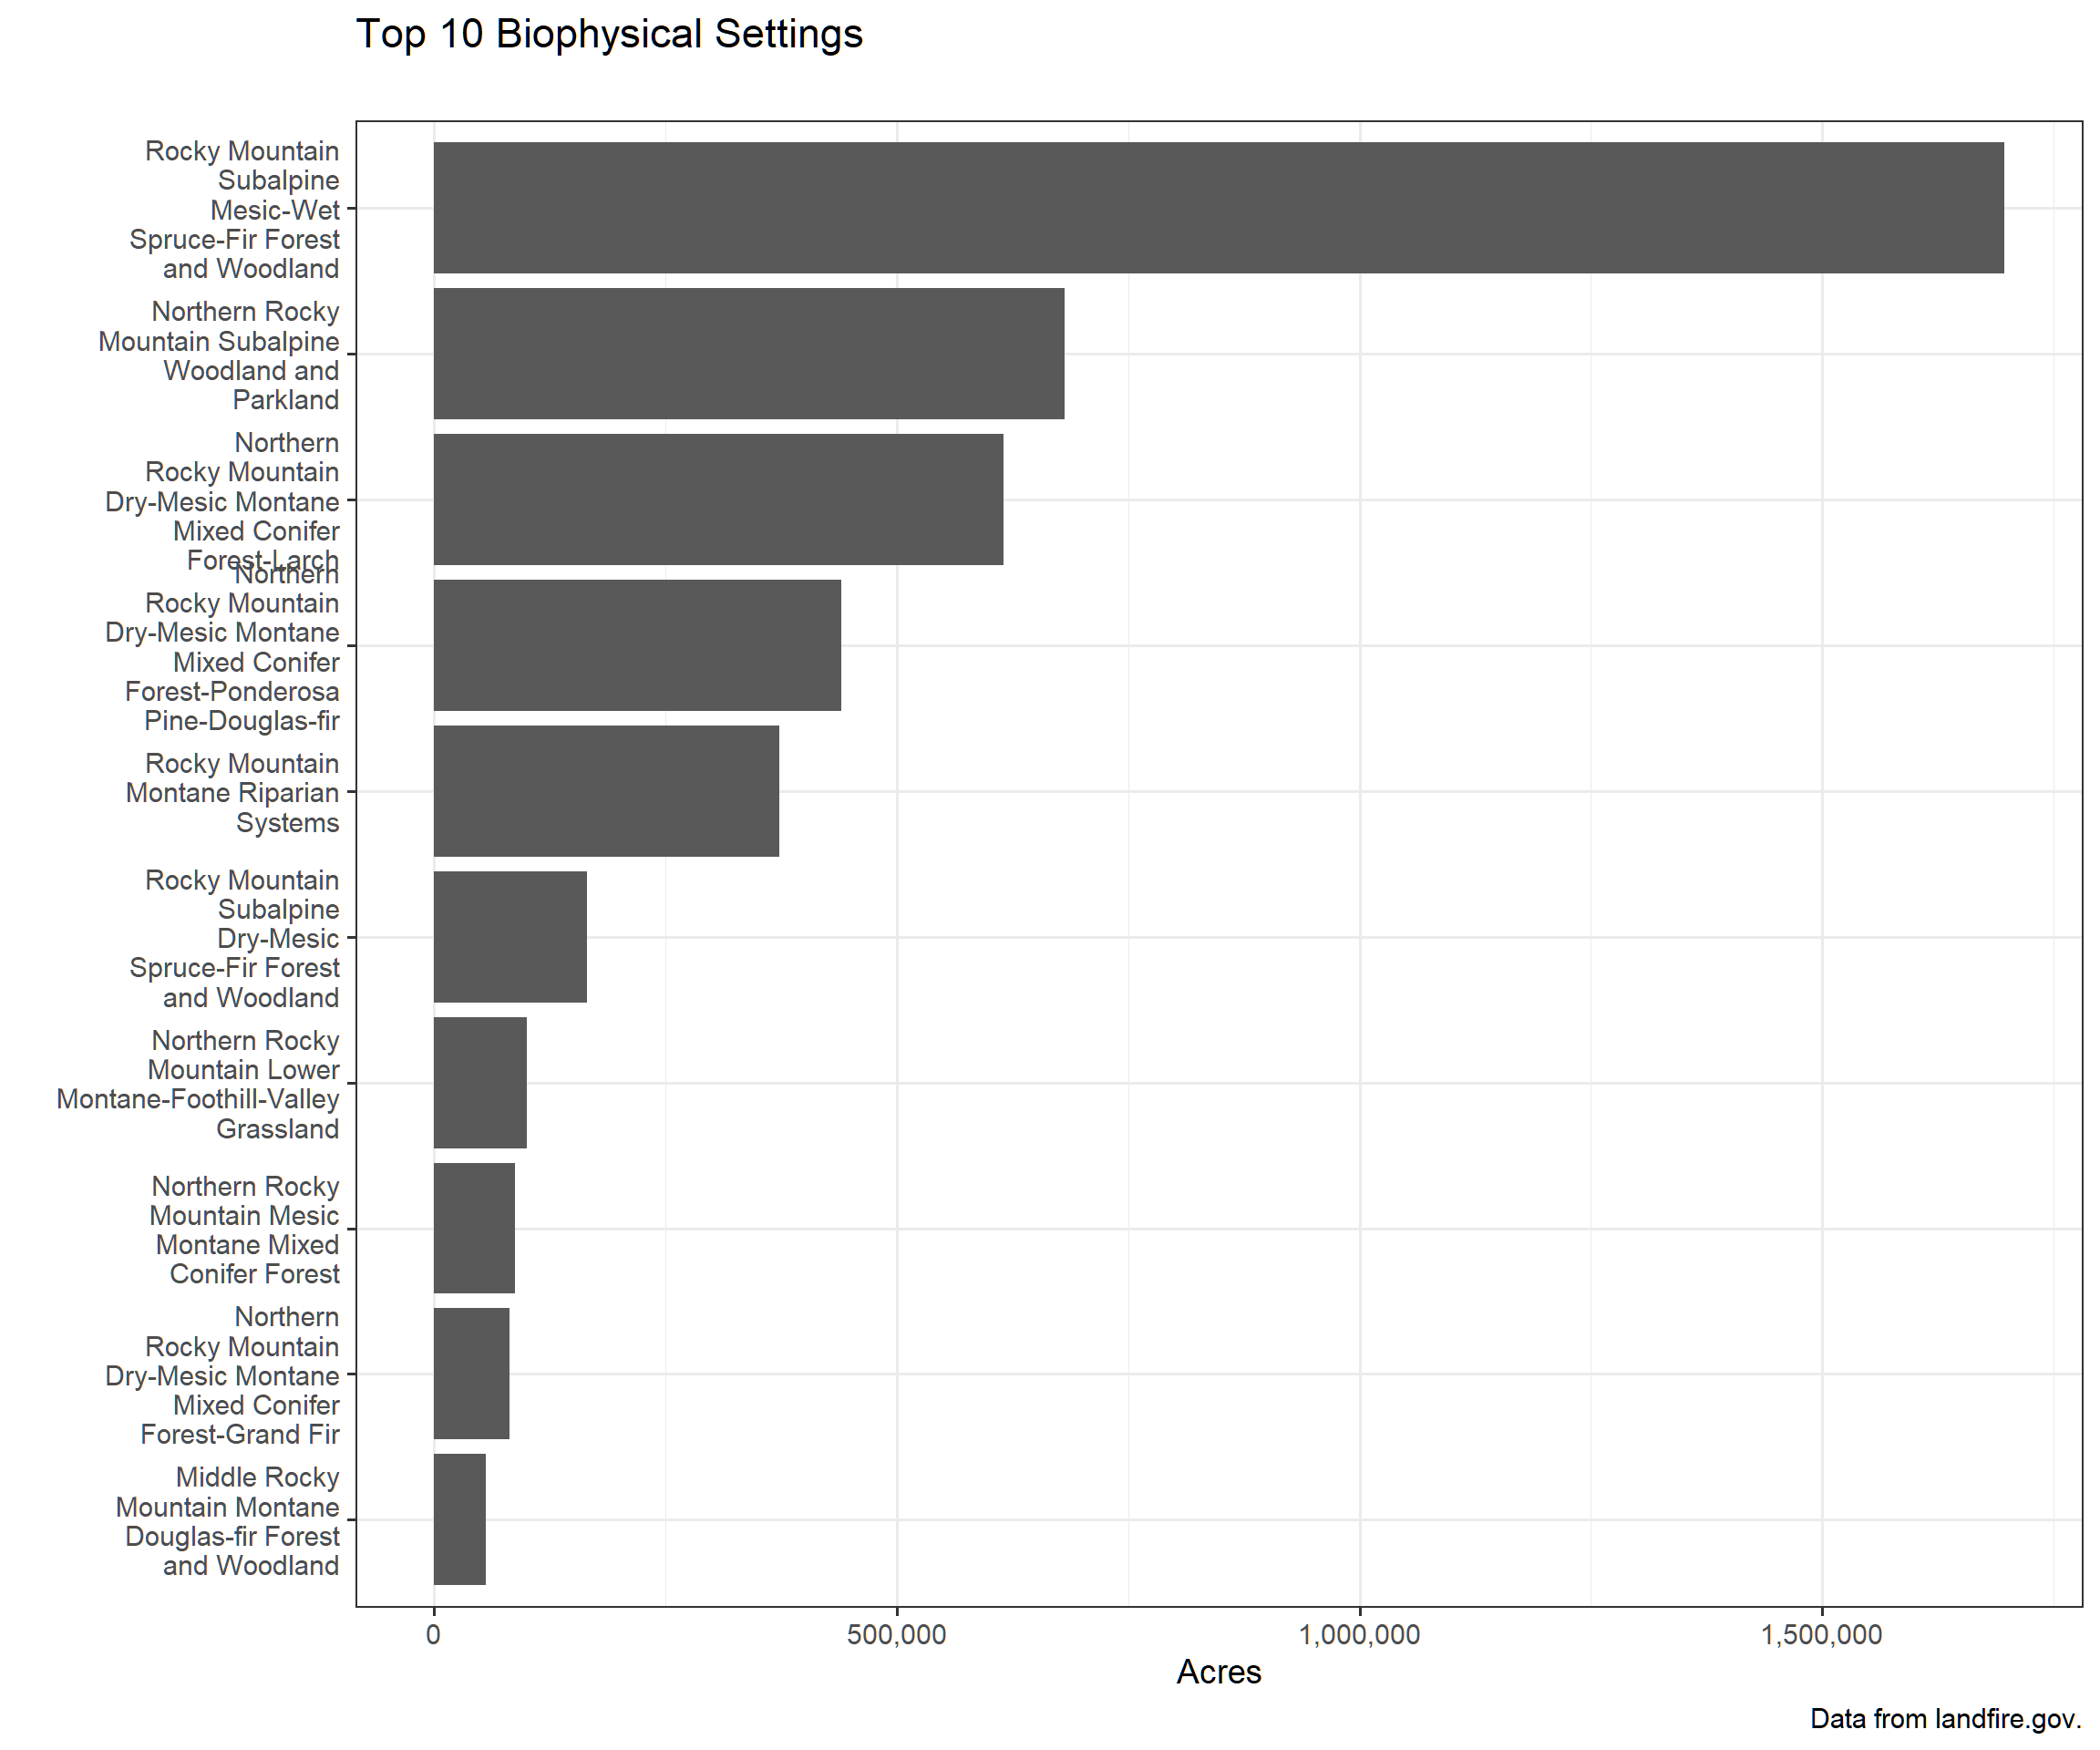 Top 10 Biophysical Settings
Rocky Mountain
Subalpine
Mesic-Wet
Spruce-Fir Forest
and Woodland
Northern Rocky
Mountain Subalpine
Woodland and
Parkland
Northern
Rocky Mountain
Dry-Mesic Montane
Mixed Conifer
Forest-Larch
Northern
Rocky Mountain
Dry-Mesic Montane
Mixed Conifer
Forest-Ponderosa
Pine-Douglas-fir
Rocky Mountain
Montane Riparian
Systems
Rocky Mountain
Subalpine
Dry-Mesic
Spruce-Fir Forest
and Woodland
Northern Rocky
Mountain Lower
Montane-Foothill-Valley
Grassland
Northern Rocky
Mountain Mesic
Montane Mixed
Conifer Forest
Northern
Rocky Mountain
Dry-Mesic Montane
Mixed Conifer
Forest-Grand Fir
Middle Rocky
Mountain Montane
Douglas-fir Forest
and Woodland
0 500,000 1,000,000 1,500,000
Acres
Data from landfire.gov.